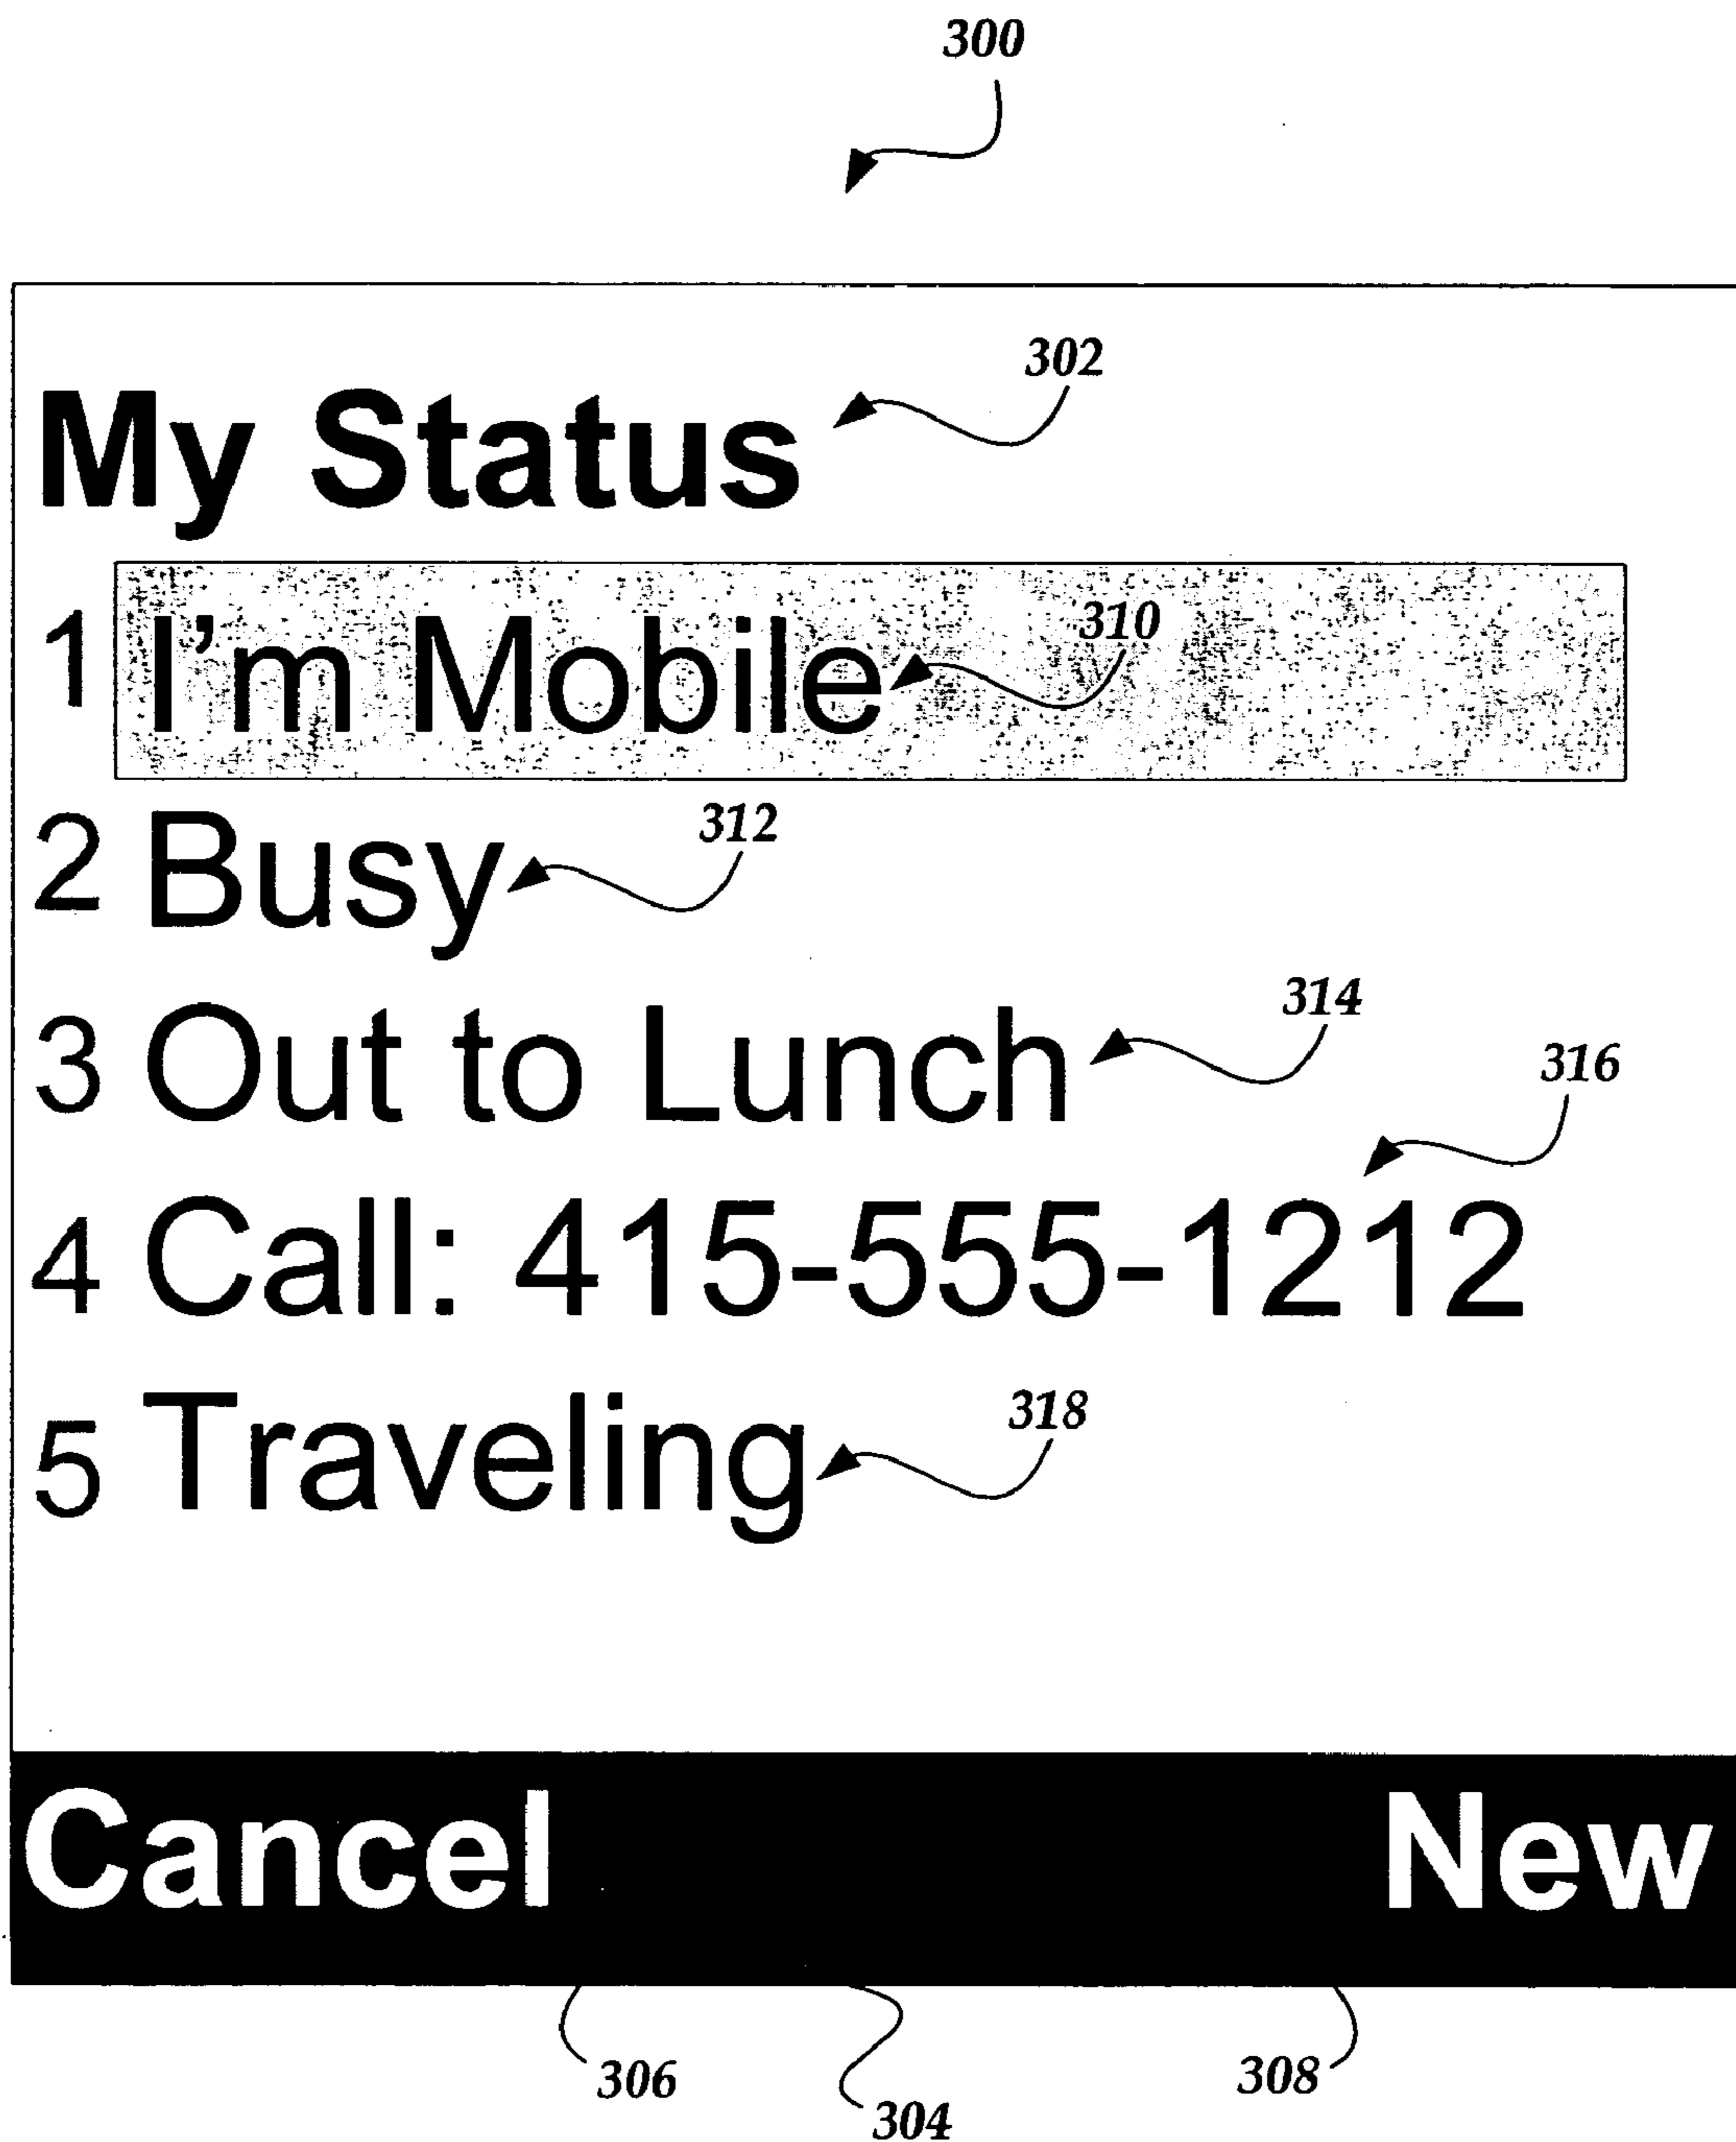 300
302
My Status
310
1 I'm Mobile
312
2 Busy
314
3 Out to Lunch
316
4 Call: 415-555-1212
318
5 Traveling
Cancel New
306 304 308